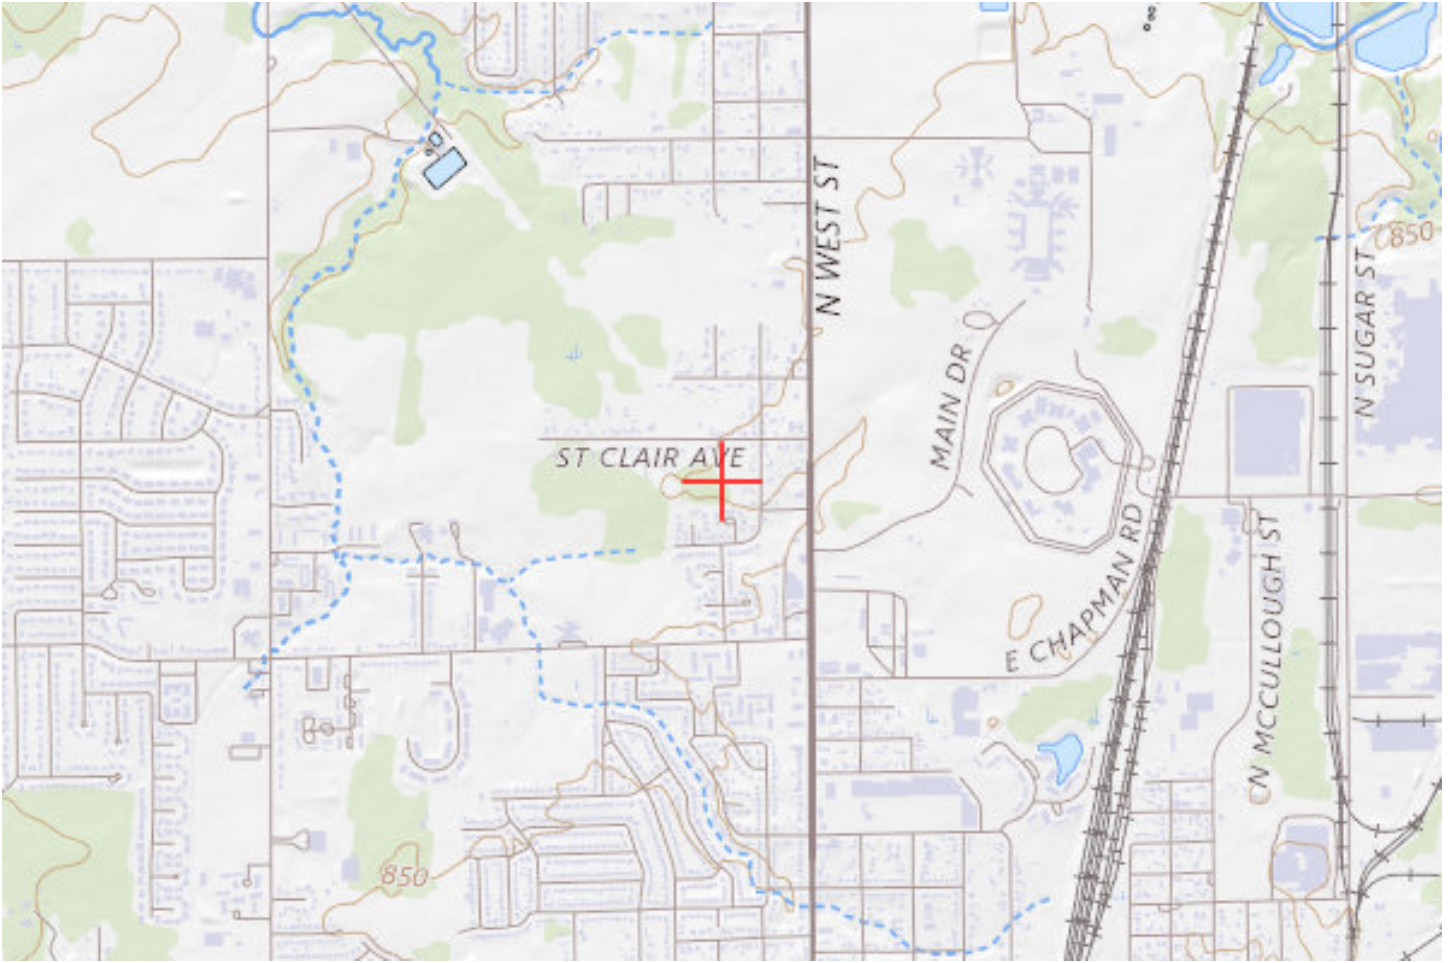 N WEST ST
850
N SUGAR ST
MAIN DR
ST CLAIR AVE
E CHAPMAN RD
N MCCULLOUGH ST
850